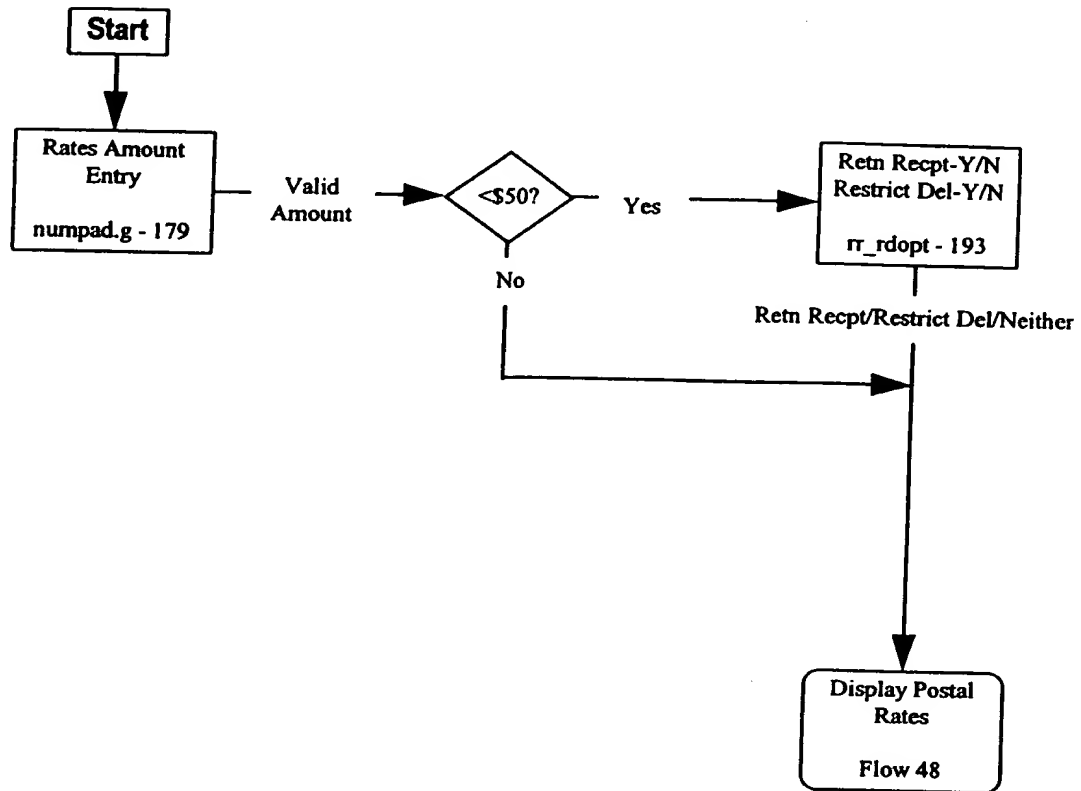 Start
Rates Amount
Entry
numpad.g - 179
Valid
Amount
<$50?
Yes
No
Retn Recpt-Y/N
Restrict Del-Y/N
rr_rdopt - 193
Retn Recpt/Restrict Del/Neither
Display Postal
Rates
Flow 48